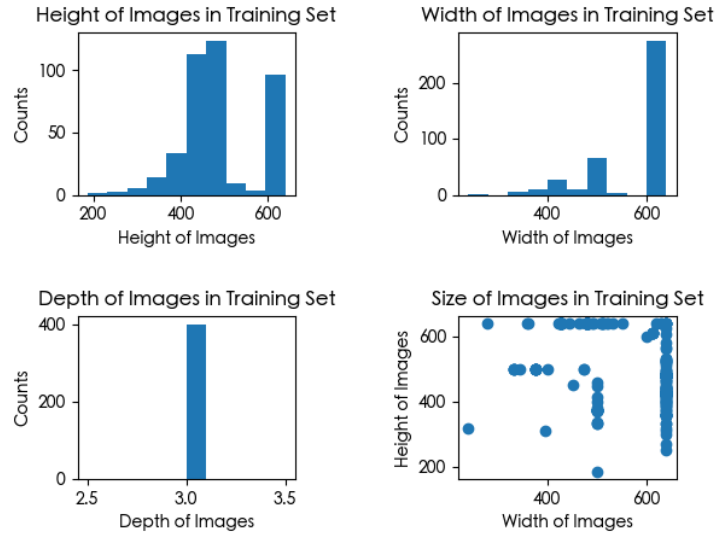 Height of Images in Training Set
Counts
100
50
0
200
400
600
Height of Images
Width of Images in Training Set
Counts
200
100
0
400
600
Width of Images
Depth of Images in Training Set
Counts
400
200
0
2.5
3.0
3.5
Depth of Images
Size of Images in Training Set
Height of Images
600
400
200
400
600
Width of Images